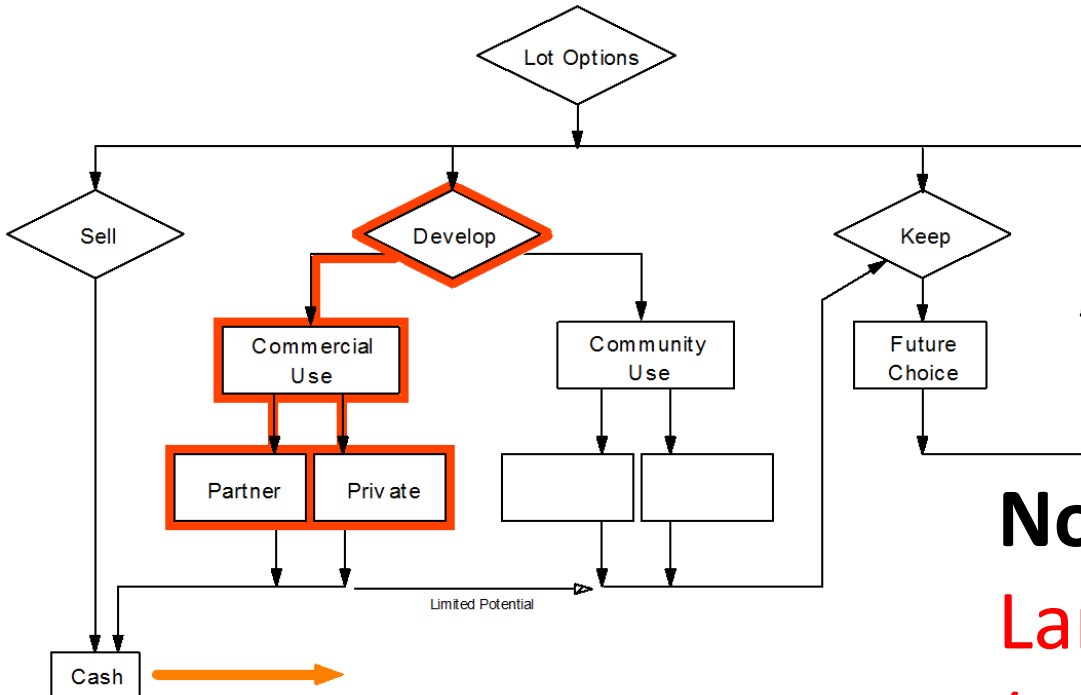 Lot Options
Sell
Develop
Keep
Commercial
Use
Community
Use
Future
Choice
Partner
Private
Limited Potential
Cash